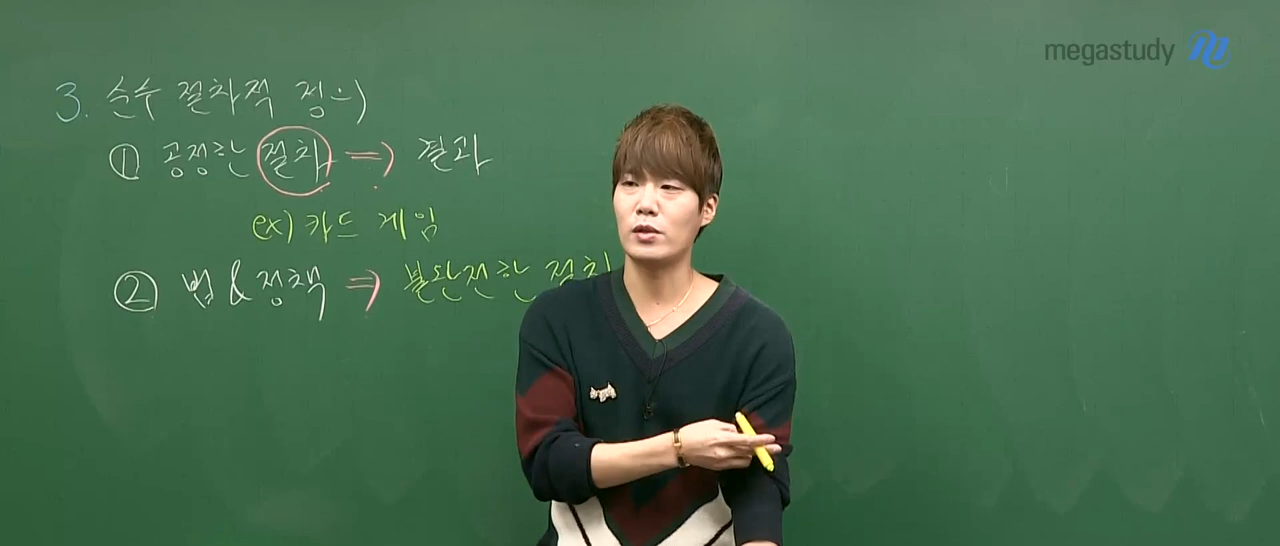 megastudy
3. 순수 절차적 정의
① 공정한 절차 => 결과
ex) 카드 게임
② 법 & 정책 => 불완전한 절차